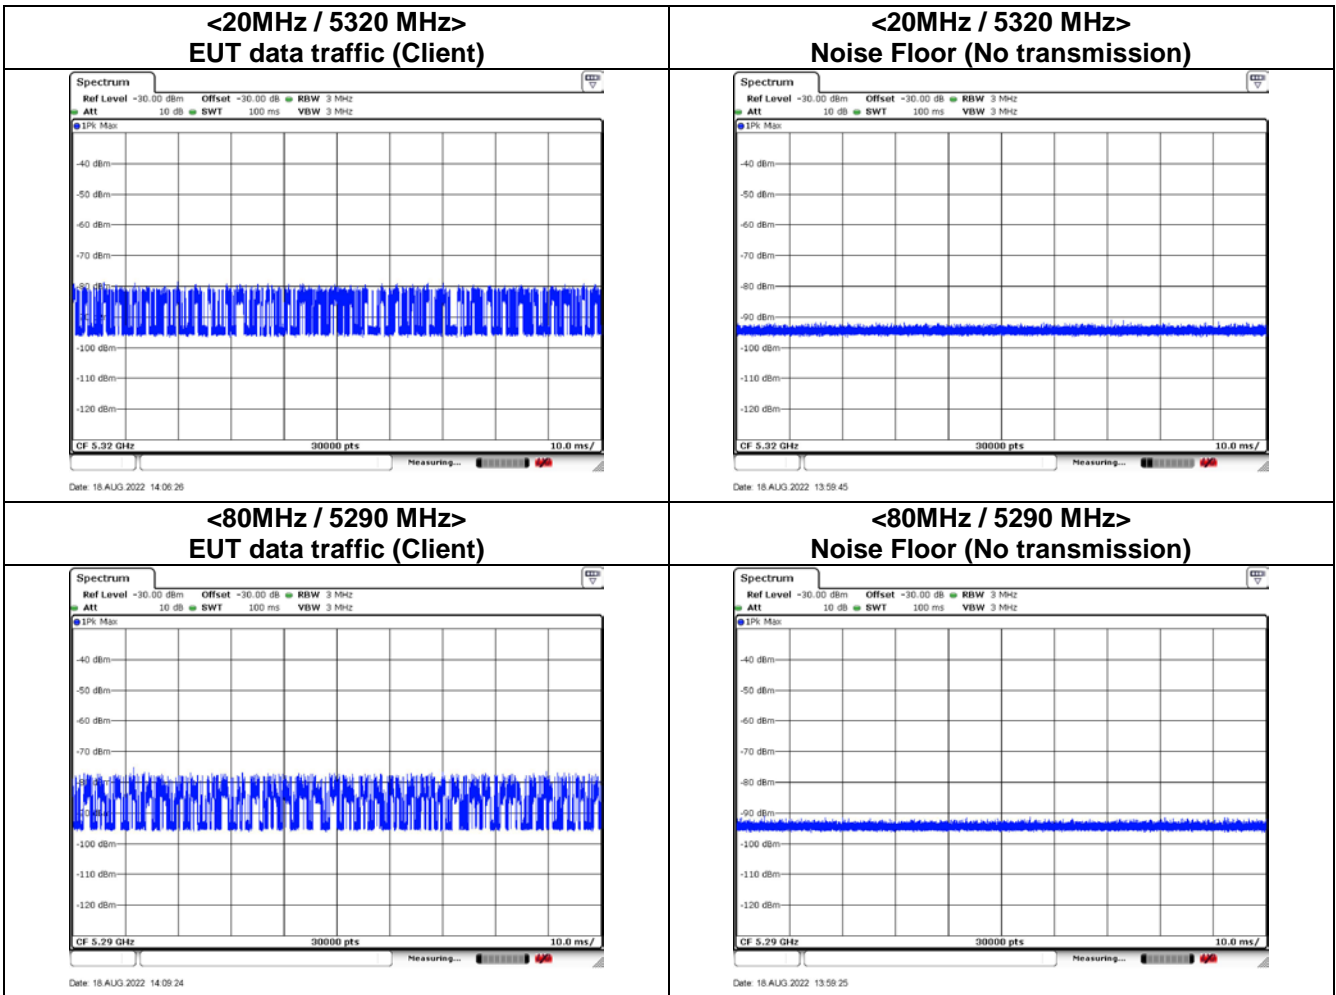 <20MHz / 5320 MHz>
EUT data traffic (Client)
Spectrum
Ref Level -30.00 dBm Offset -30.00 dB RBW 3 MHz
Att 10 dB SWT 100 ms VBW 3 MHz
1Pk Max
-40 dBm
-50 dBm
-60 dBm
-70 dBm
-80 dBm
-100 dBm
-110 dBm
-120 dBm
CF 5.32 GHz 30000 pts 10.0 ms/
Measuring...
Date: 18.AUG.2022 14:06:26
<20MHz / 5320 MHz>
Noise Floor (No transmission)
Spectrum
Ref Level -30.00 dBm Offset -30.00 dB RBW 3 MHz
Att 10 dB SWT 100 ms VBW 3 MHz
1Pk Max
-40 dBm
-50 dBm
-60 dBm
-70 dBm
-80 dBm
-90 dBm
-100 dBm
-110 dBm
-120 dBm
CF 5.32 GHz 30000 pts 10.0 ms/
Measuring...
Date: 18.AUG.2022 13:59:45
<80MHz / 5290 MHz>
EUT data traffic (Client)
Spectrum
Ref Level -30.00 dBm Offset -30.00 dB RBW 3 MHz
Att 10 dB SWT 100 ms VBW 3 MHz
1Pk Max
-40 dBm
-50 dBm
-60 dBm
-70 dBm
-100 dBm
-110 dBm
-120 dBm
CF 5.29 GHz 30000 pts 10.0 ms/
Measuring...
Date: 18.AUG.2022 14:09:24
<80MHz / 5290 MHz>
Noise Floor (No transmission)
Spectrum
Ref Level -30.00 dBm Offset -30.00 dB RBW 3 MHz
Att 10 dB SWT 100 ms VBW 3 MHz
1Pk Max
-40 dBm
-50 dBm
-60 dBm
-70 dBm
-80 dBm
-90 dBm
-100 dBm
-110 dBm
-120 dBm
CF 5.29 GHz 30000 pts 10.0 ms/
Measuring...
Date: 18.AUG.2022 13:59:25